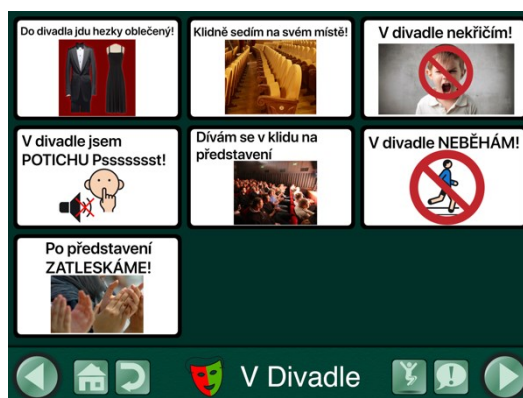 Do divadla jdu hezky oblečený!
Klidně sedím na svém místě!
V divadle nekřičím!
V divadle jsem
POTICHU Psssssssst!
Dívám se v klidu na
představení
V divadle NEBĚHÁM!
Po představení
ZATLESKÁME!
V Divadle